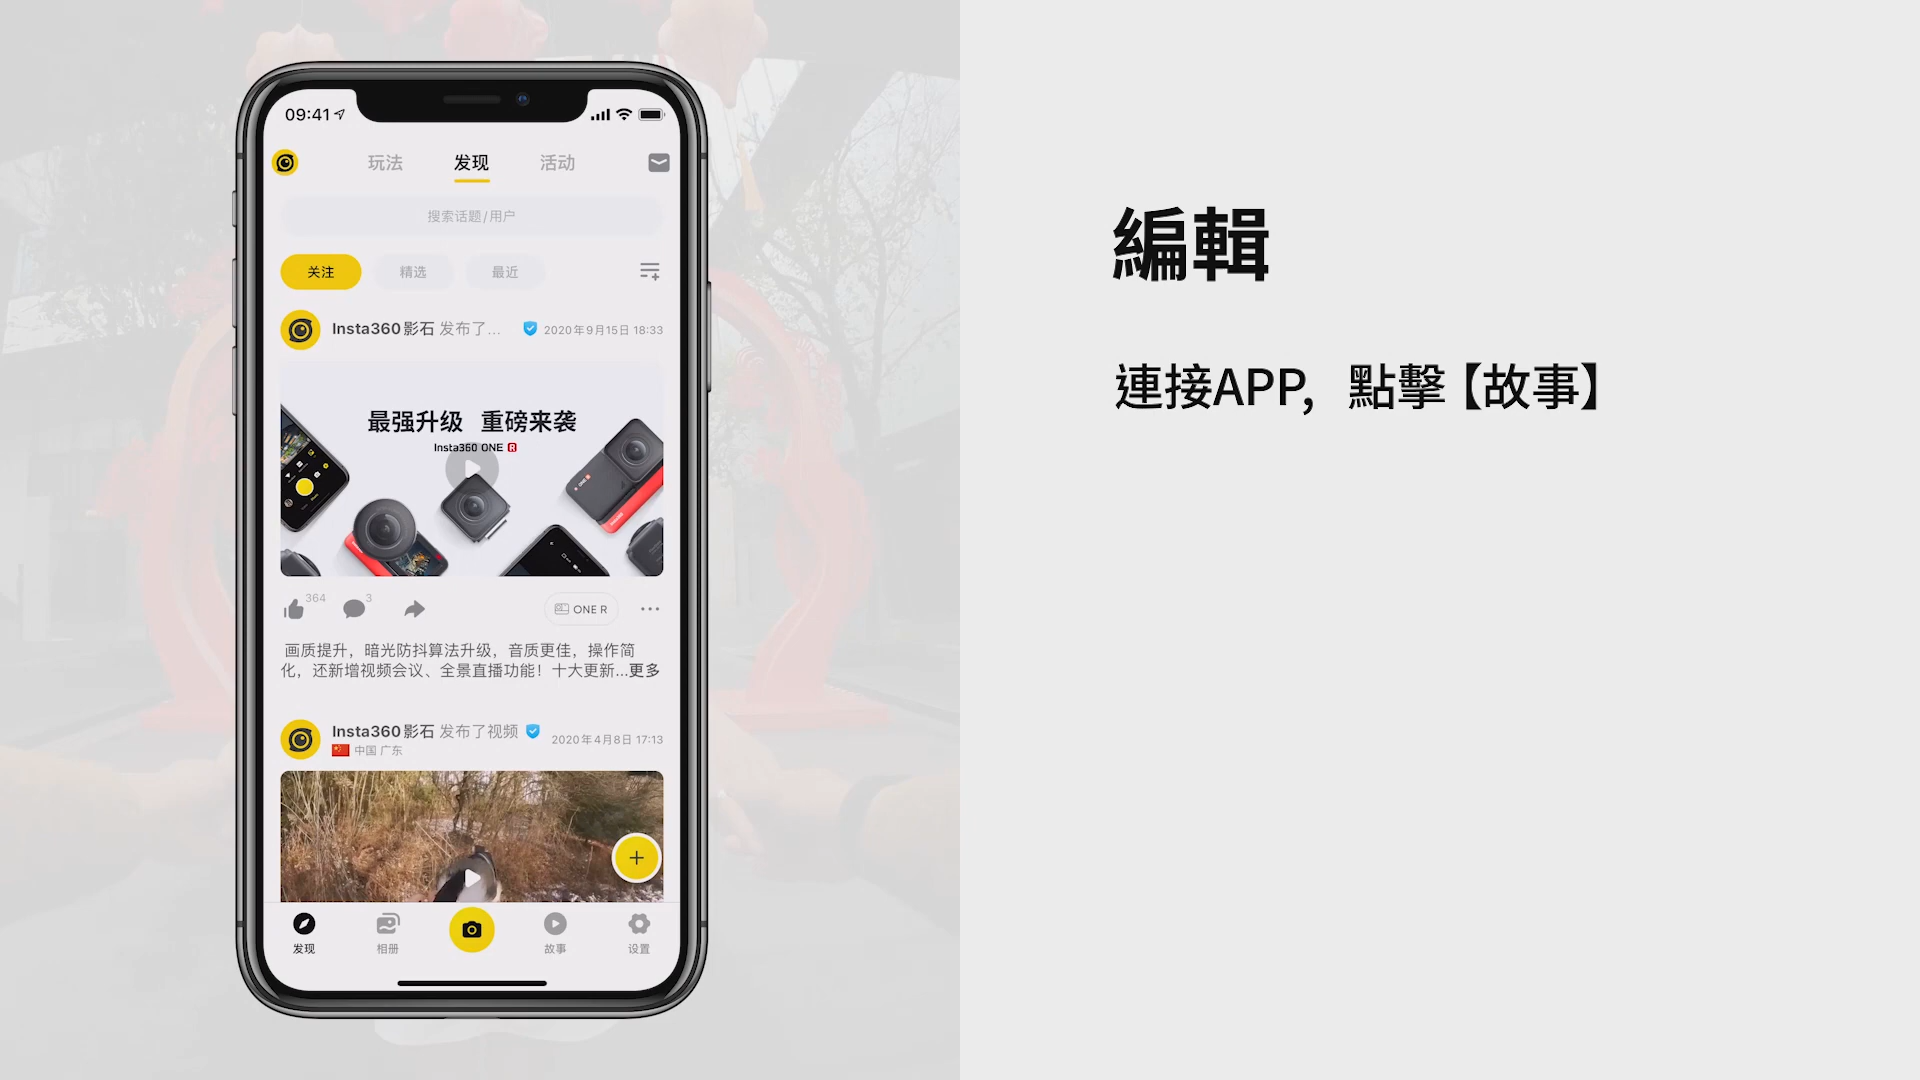 09:41
玩法 发现 活动
搜索话题/用户
关注 精选 最近
Insta360影石 发布了... 2020年9月15日 18:33
最强升级 重磅来袭
Insta360 ONE R
364 3 ONE R
画质提升，暗光防抖算法升级，音质更佳，操作简
化，还新增视频会议、全景直播功能！十大更新...更多
Insta360影石 发布了视频 2020年4月8日 17:13
中国 广东
发现 相册 故事 设置
編輯
連接APP，點擊【故事】